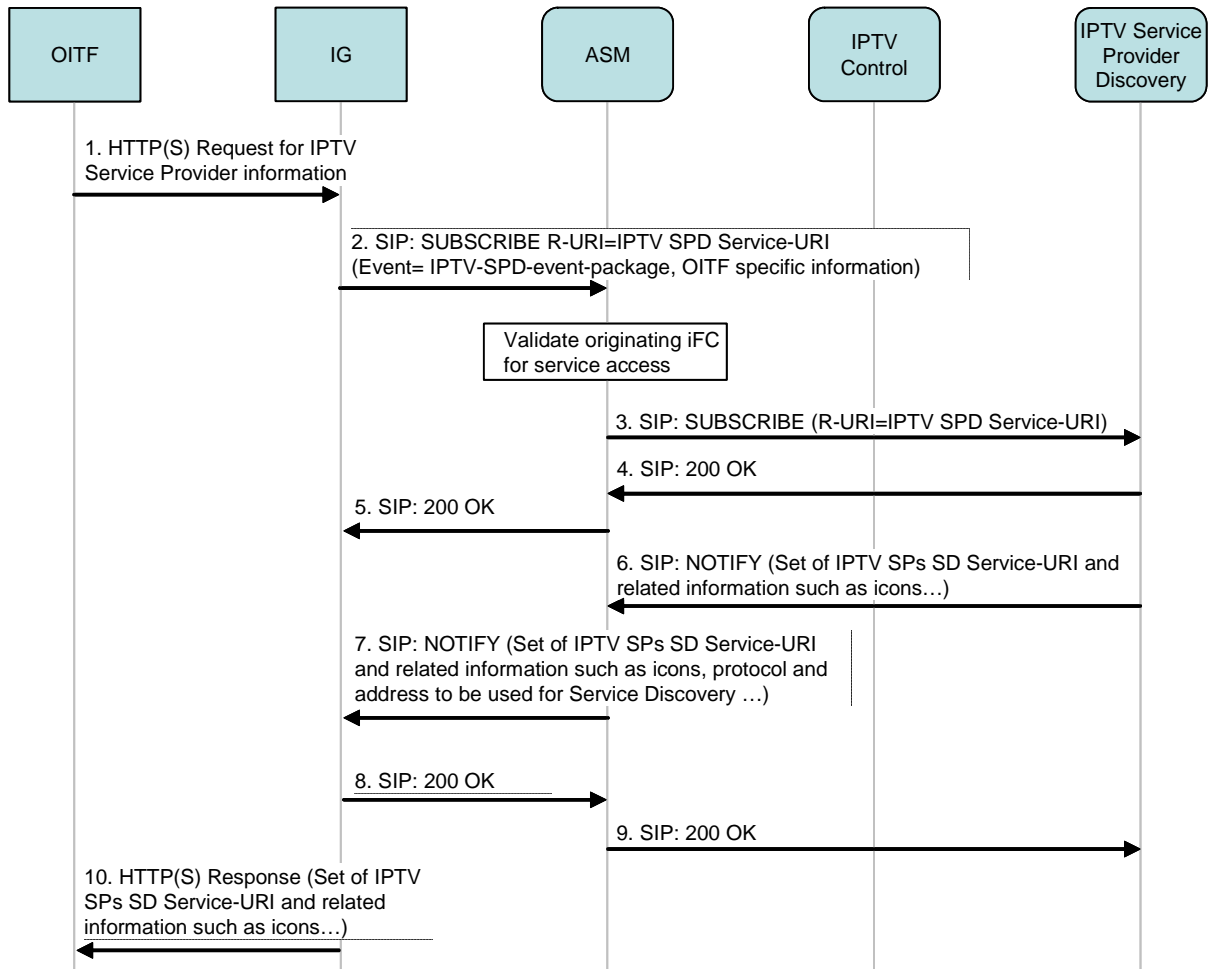 OITF
IG
ASM
IPTV
Control
IPTV Service
Provider
Discovery
1. HTTP(S) Request for IPTV
Service Provider information
2. SIP: SUBSCRIBE R-URI=IPTV SPD Service-URI
(Event= IPTV-SPD-event-package, OITF specific information)
Validate originating iFC
for service access
3. SIP: SUBSCRIBE (R-URI=IPTV SPD Service-URI)
4. SIP: 200 OK
5. SIP: 200 OK
6. SIP: NOTIFY (Set of IPTV SPs SD Service-URI and
related information such as icons…)
7. SIP: NOTIFY (Set of IPTV SPs SD Service-URI
and related information such as icons, protocol and
address to be used for Service Discovery …)
8. SIP: 200 OK
9. SIP: 200 OK
10. HTTP(S) Response (Set of IPTV
SPs SD Service-URI and related
information such as icons…)